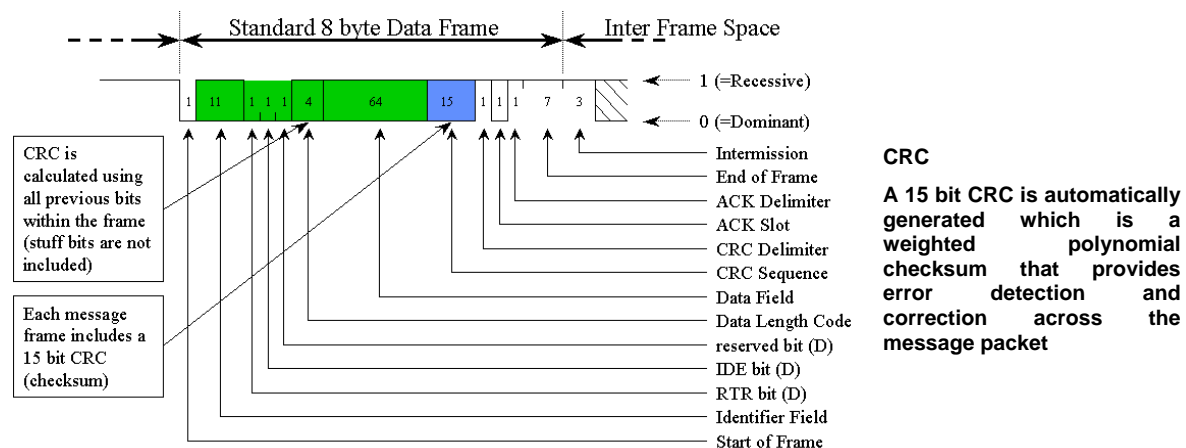 Standard 8 byte Data Frame
Inter Frame Space
1 11 1 1 1 4 64 15 1 1 1 7 3
1 (=Recessive)
0 (=Dominant)
CRC is
calculated using
all previous bits
within the frame
(stuff bits are not
included)
Each message
frame includes a
15 bit CRC
(checksum)
Intermission
End of Frame
ACK Delimiter
ACK Slot
CRC Delimiter
CRC Sequence
Data Field
Data Length Code
reserved bit (D)
IDE bit (D)
RTR bit (D)
Identifier Field
Start of Frame
CRC
A 15 bit CRC is automatically
generated which is a
weighted polynomial
checksum that provides
error detection and
correction across the
message packet